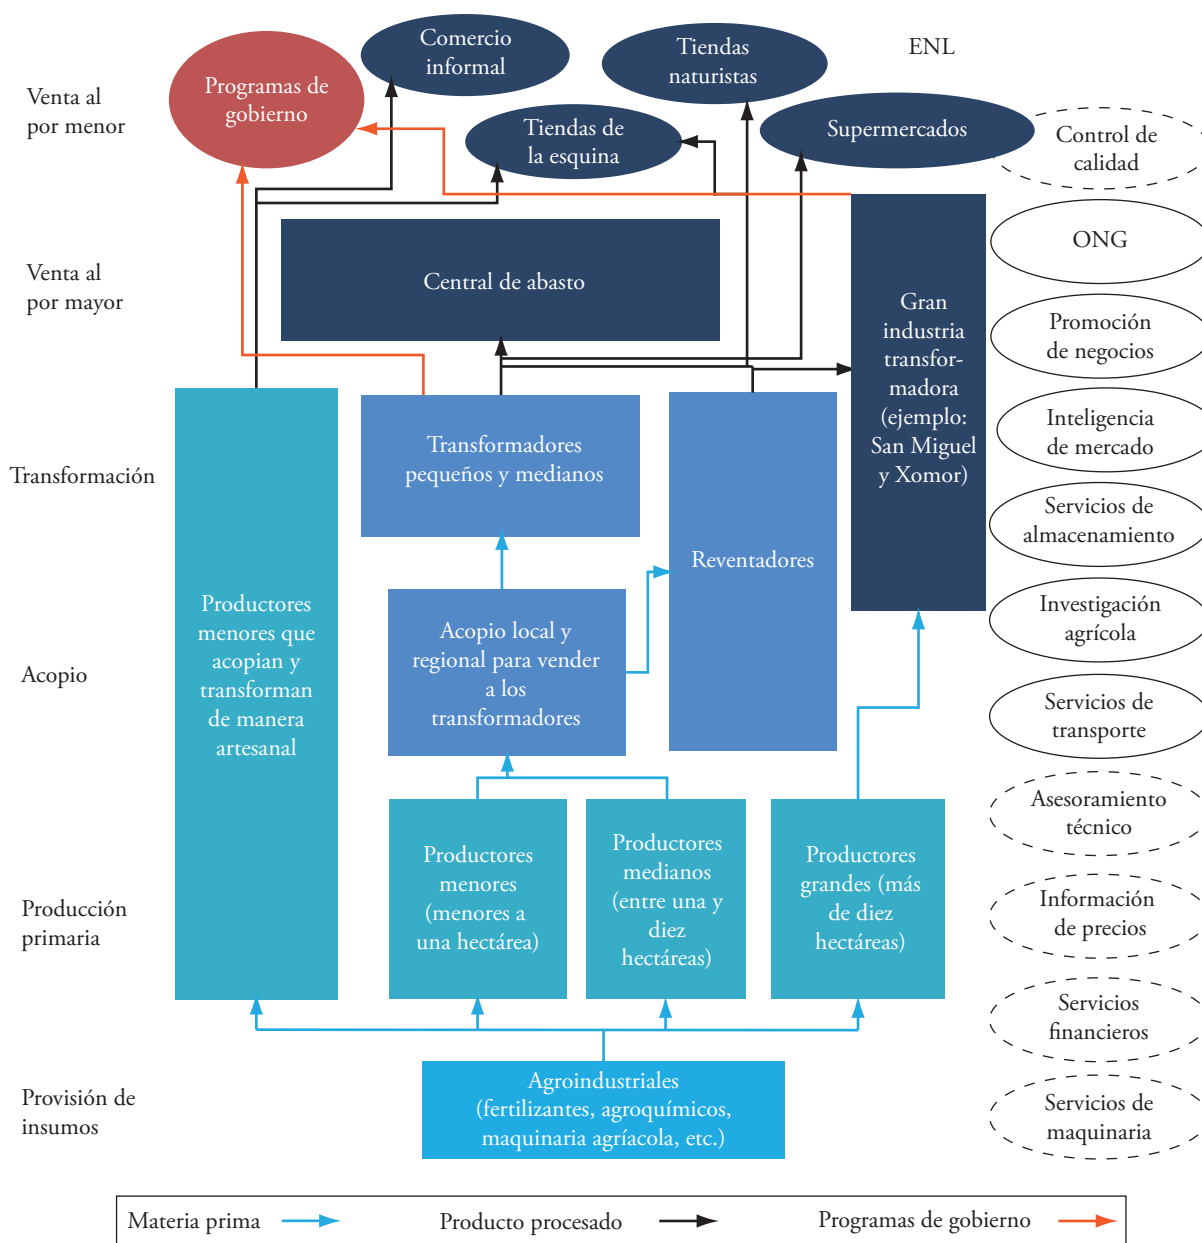 Venta al
por menor
Programas de
gobierno
Comercio
informal
Tiendas de
la esquina
Tiendas
naturistas
Supermercados
ENL
Control de
calidad
Venta al
por mayor
Central de abasto
Gran
industria
transfor-
madora
(ejemplo:
San Miguel
y Xomor)
ONG
Promoción
de negocios
Inteligencia
de mercado
Servicios de
almacenamiento
Investigación
agrícola
Servicios de
transporte
Asesoramiento
técnico
Información
de precios
Servicios
financieros
Servicios de
maquinaria
Transformación
Transformadores
pequeños y medianos
Reventadores
Acopio
Productores
menores que
acopian y
transforman
de manera
artesanal
Acopio local y
regional para vender
a los
transformadores
Producción
primaria
Productores
menores
(menores a
una hectárea)
Productores
medianos
(entre una y
diez
hectáreas)
Productores
grandes (más
de diez
hectáreas)
Provisión de
insumos
Agroindustriales
(fertilizantes, agroquímicos,
maquinaria agríacola, etc.)
Materia prima
Producto procesado
Programas de gobierno